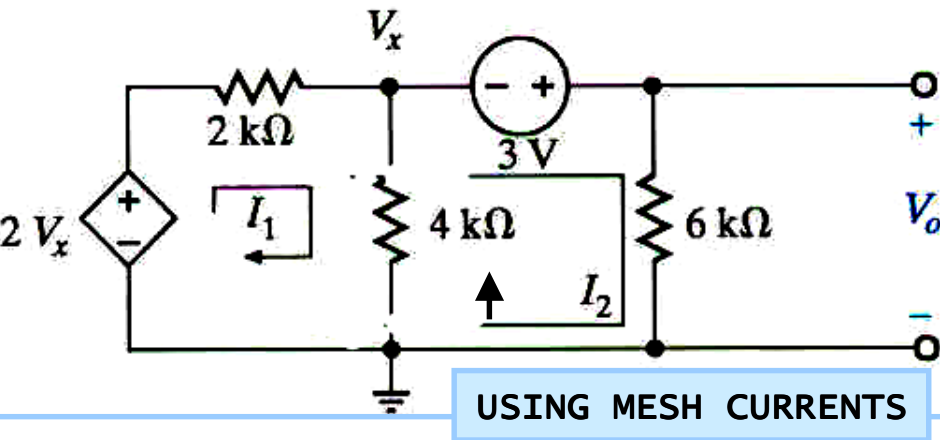 Vx
2 kΩ
- +
3 V
+
-
2 Vx
I1
4 kΩ
I2
6 kΩ
+
Vo
-
USING MESH CURRENTS